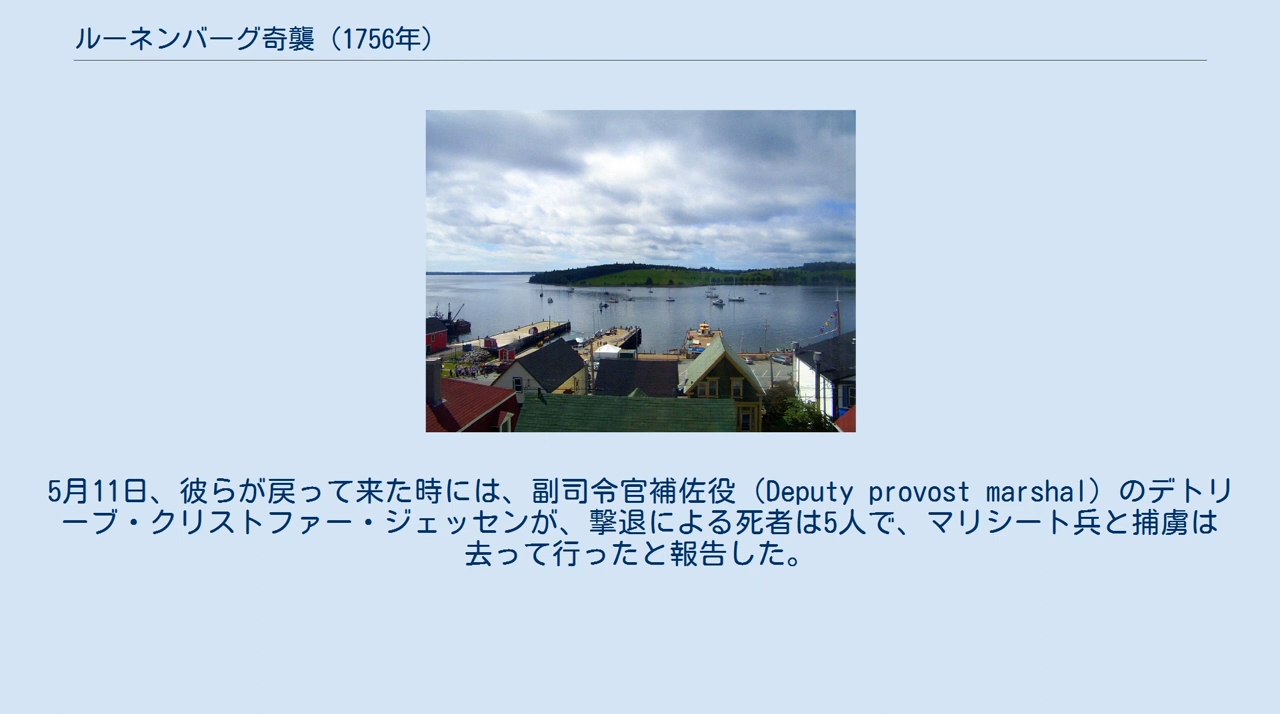 ルーネンバーグ奇襲（1756年）
5月11日、彼らが戻って来た時には、副司令官補佐役（Deputy provost marshal）のデトリ
ーブ・クリストファー・ジェッセンが、撃退による死者は5人で、マリシート兵と捕虜は
去って行ったと報告した。